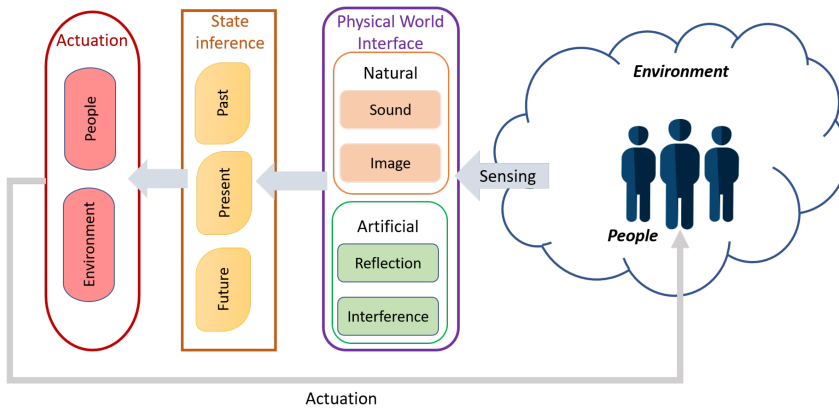 Actuation
People
Environment
State
inference
Past
Present
Future
Physical World
Interface
Natural
Sound
Image
Artificial
Reflection
Interference
Sensing
Environment
People
Actuation